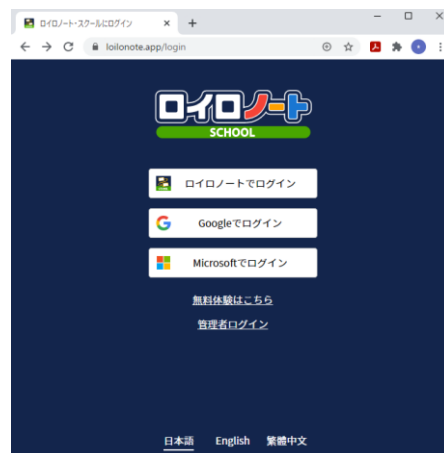 ロイロノート・スクールにログイン
loilonote.app/login
ロイロノート
SCHOOL
ロイロノートでログイン
Googleでログイン
Microsoftでログイン
無料体験はこちら
管理者ログイン
日本語 English 繁體中文